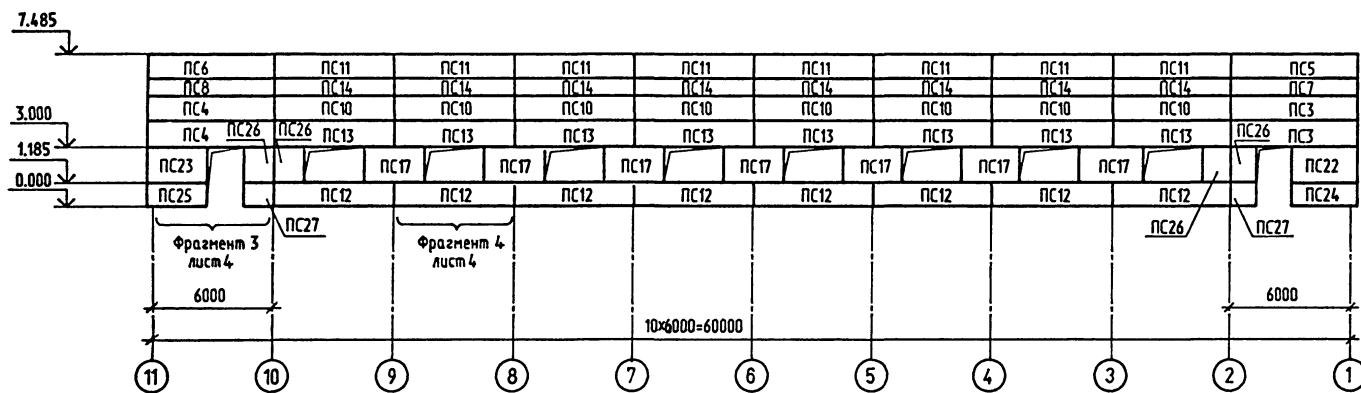 7.485
ПС6 ПС11 ПС11 ПС11 ПС11 ПС11 ПС11 ПС11 ПС11 ПС5
ПС8 ПС14 ПС14 ПС14 ПС14 ПС14 ПС14 ПС14 ПС14 ПС7
ПС4 ПС10 ПС10 ПС10 ПС10 ПС10 ПС10 ПС10 ПС10 ПС3
3.000
ПС4 ПС26 ПС26 ПС13 ПС13 ПС13 ПС13 ПС13 ПС13 ПС13 ПС13 ПС26 ПС3
1.185
ПС23 ПС17 ПС17 ПС17 ПС17 ПС17 ПС17 ПС17 ПС22
0.000
ПС25 ПС12 ПС12 ПС12 ПС12 ПС12 ПС12 ПС12 ПС12 ПС24
ПС27 ПС26 ПС27
Фрагмент 3
лист 4
Фрагмент 4
лист 4
6000 6000
10×6000=60000
11 10 9 8 7 6 5 4 3 2 1